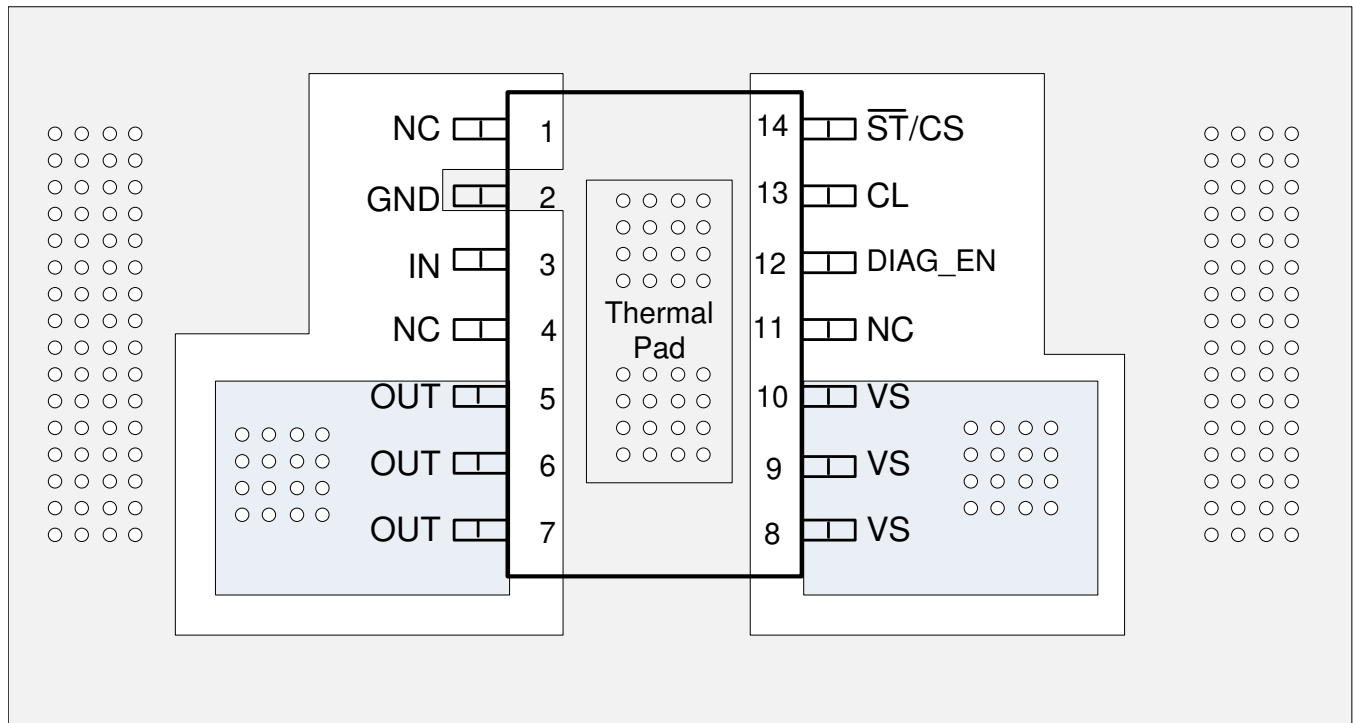 NC 1
GND 2
IN 3
NC 4
OUT 5
OUT 6
OUT 7
Thermal
Pad
14 S̅T̅/CS
13 CL
12 DIAG_EN
11 NC
10 VS
9 VS
8 VS